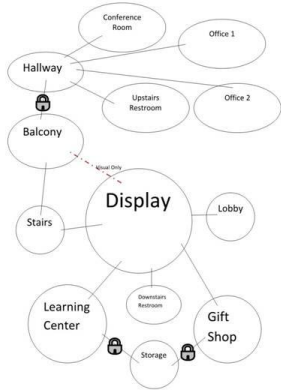 Conference
Room
Office 1
Hallway
Upstairs
Restroom
Office 2
Balcony
Visual Only
Display
Lobby
Stairs
Downstairs
Restroom
Learning
Center
Gift
Shop
Storage